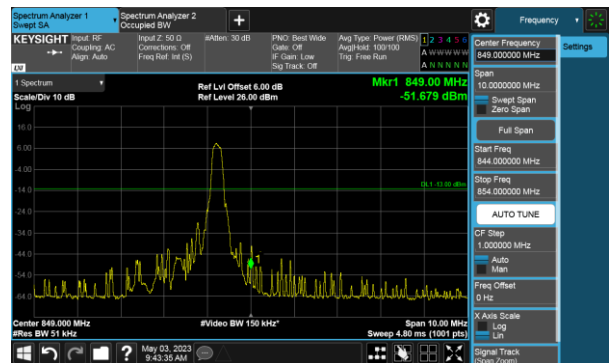 Spectrum Analyzer 1
Swept SA
Spectrum Analyzer 2
Occupied BW
+
Frequency
KEYSIGHT
Input: RF
Coupling: AC
Align: Auto
Input Z: 50 Ω
Corrections: Off
Freq Ref: Int (S)
#Atten: 30 dB
PNO: Best Wide
Gate: Off
IF Gain: Low
Sig Track: Off
Avg Type: Power (RMS)
Avg|Hold: 100/100
Trig: Free Run
1 2 3 4 5 6
A W W W W W
A N N N N N
LXI
Center Frequency
849.000000 MHz
Settings
1 Spectrum
Scale/Div 10 dB
Log
Ref Lvl Offset 6.00 dB
Ref Level 26.00 dBm
Mkr1 849.00 MHz
-51.679 dBm
Span
10.0000000 MHz
Swept Span
Zero Span
Full Span
Start Freq
844.000000 MHz
Stop Freq
854.000000 MHz
AUTO TUNE
CF Step
1.000000 MHz
Auto
Man
Freq Offset
0 Hz
X Axis Scale
Log
Lin
Signal Track
(Span Zoom)
16.0
6.00
-4.00
-14.0
-24.0
-34.0
-44.0
-54.0
-64.0
DL1 -13.00 dBm
1
Center 849.000 MHz
#Res BW 51 kHz
#Video BW 150 kHz*
Span 10.00 MHz
Sweep 4.80 ms (1001 pts)
?
May 03, 2023
9:43:35 AM